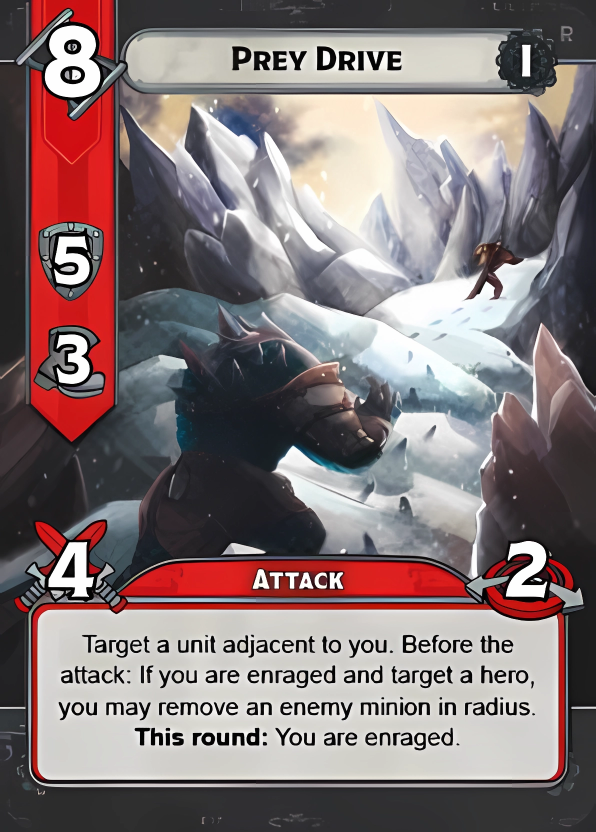 8
PREY DRIVE
I
R
5
3
4
ATTACK
2
Target a unit adjacent to you. Before the
attack: If you are enraged and target a hero,
you may remove an enemy minion in radius.
This round: You are enraged.